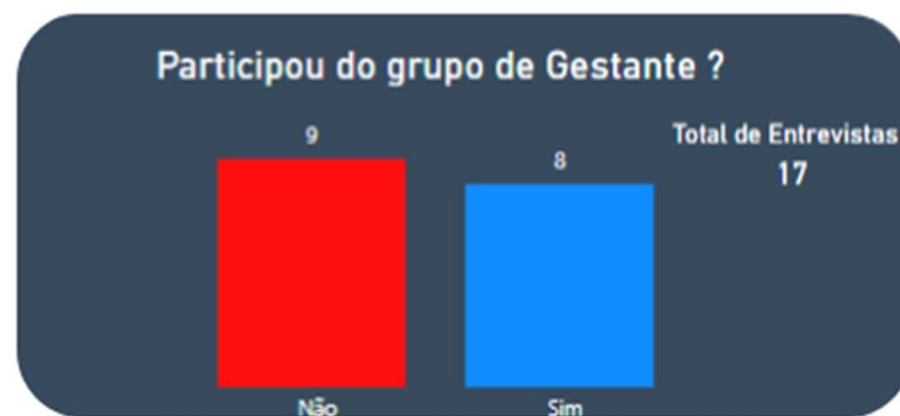 Participou do grupo de Gestante ?
Total de Entrevistas
17
9
8
Não
Sim